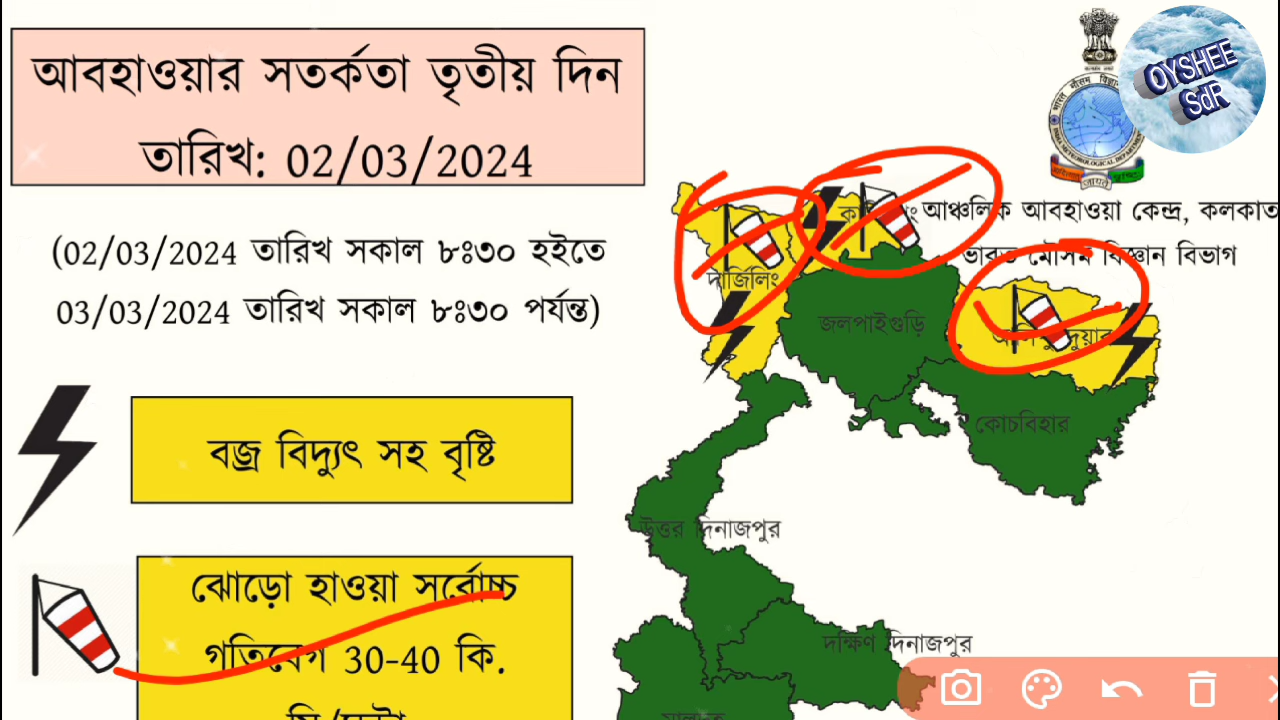 আবহাওয়ার সতর্কতা তৃতীয় দিন
তারিখ: 02/03/2024
(02/03/2024 তারিখ সকাল ৮ঃ৩০ হইতে
03/03/2024 তারিখ সকাল ৮ঃ৩০ পর্যন্ত)
বজ্র বিদ্যুৎ সহ বৃষ্টি
ঝোড়ো হাওয়া সর্বোচ্চ
গতিবেগ 30-40 কি.
OYSHEE
SdR
আঞ্চলিক আবহাওয়া কেন্দ্র, কলকাত
ভারত মৌসম বিজ্ঞান বিভাগ
দার্জিলিং
জলপাইগুড়ি
কোচবিহার
উত্তর দিনাজপুর
দক্ষিণ দিনাজপুর